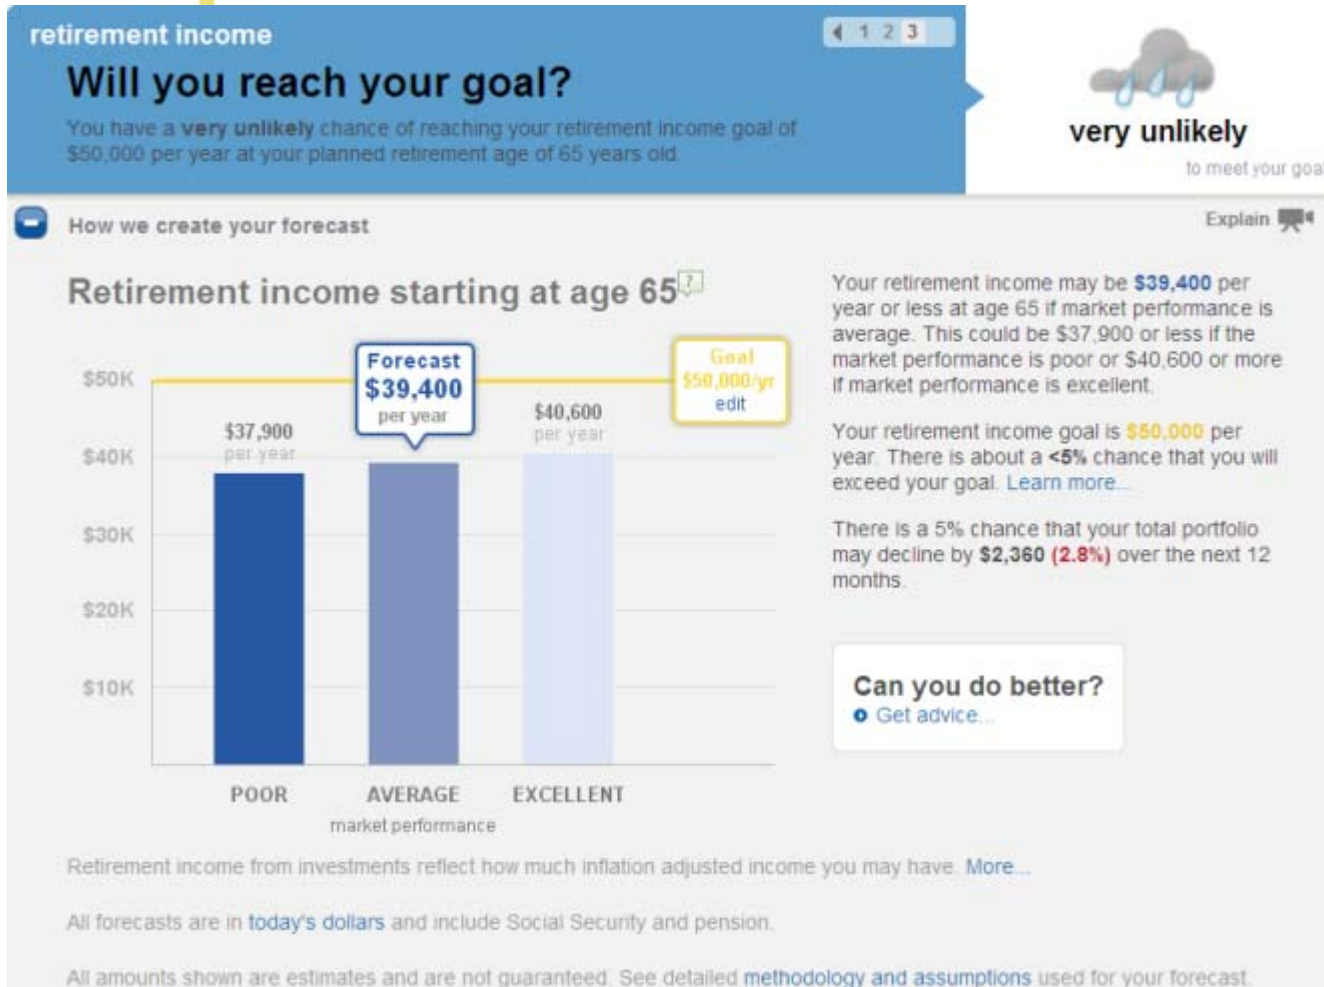 retirement income
1 2 3
Will you reach your goal?
You have a very unlikely chance of reaching your retirement income goal of
$50,000 per year at your planned retirement age of 65 years old.
very unlikely
to meet your goal
How we create your forecast
Explain
Retirement income starting at age 65
?
$50K
$40K
$30K
$20K
$10K
$37,900
per year
Forecast
$39,400
per year
$40,600
per year
Goal
$50,000/yr
edit
POOR
AVERAGE
EXCELLENT
market performance
Your retirement income may be $39,400 per
year or less at age 65 if market performance is
average. This could be $37,900 or less if the
market performance is poor or $40,600 or more
if market performance is excellent.
Your retirement income goal is $50,000 per
year. There is about a <5% chance that you will
exceed your goal. Learn more...
There is a 5% chance that your total portfolio
may decline by $2,360 (2.8%) over the next 12
months.
Can you do better?
Get advice...
Retirement income from investments reflect how much inflation adjusted income you may have. More...
All forecasts are in today's dollars and include Social Security and pension.
All amounts shown are estimates and are not guaranteed. See detailed methodology and assumptions used for your forecast.